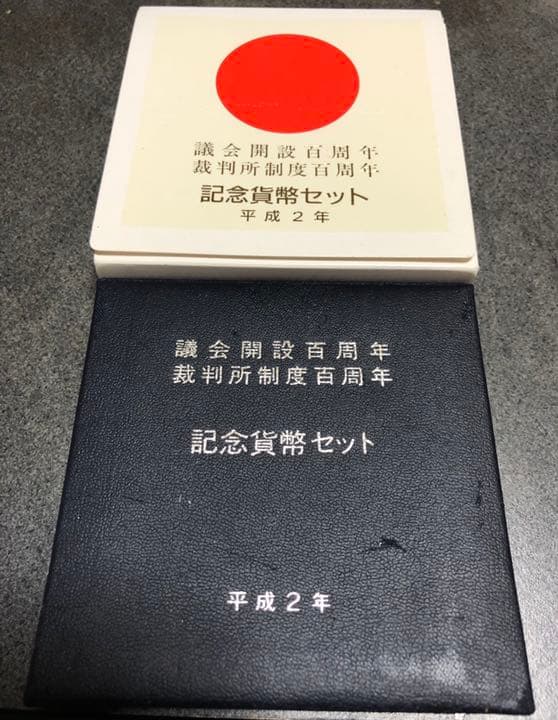 議会開設百周年
裁判所制度百周年
記念貨幣セット
平成2年
議会開設百周年
裁判所制度百周年
記念貨幣セット
平成2年